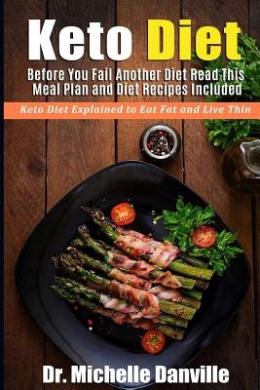 Keto Diet
Before You Fail Another Diet Read This
Meal Plan and Diet Recipes Included
Keto Diet Explained to Eat Fat and Live Thin
Dr. Michelle Danville